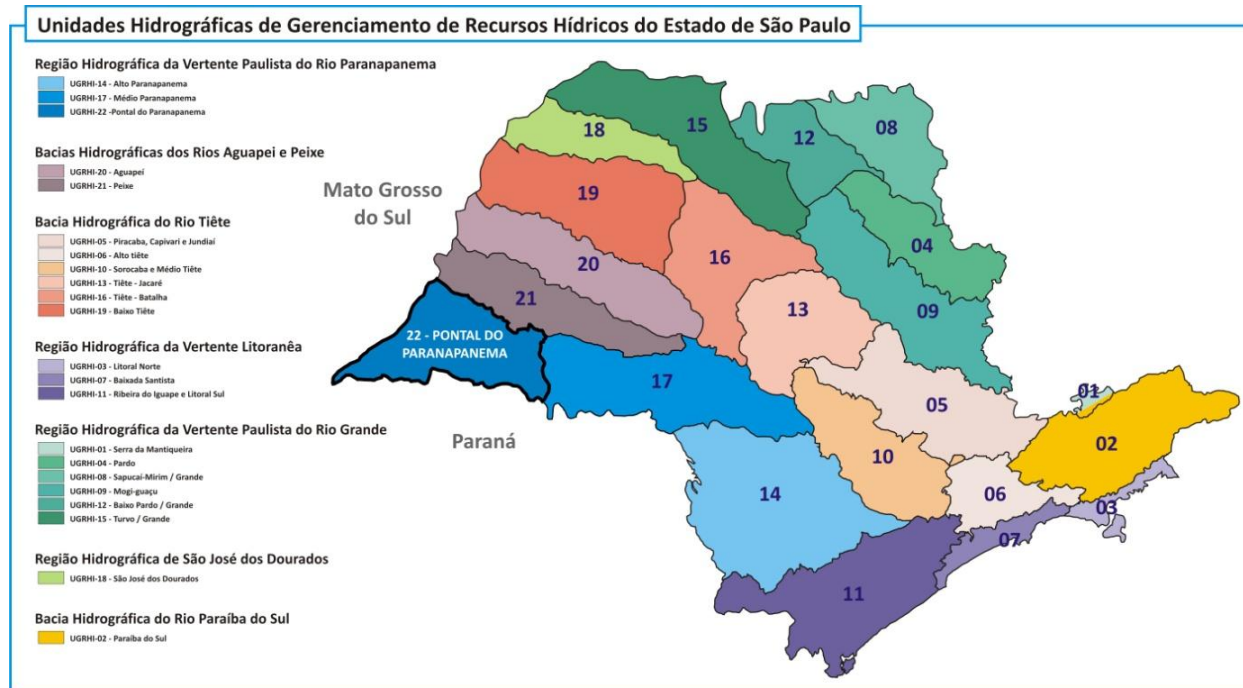 Unidades Hidrográficas de Gerenciamento de Recursos Hídricos do Estado de São Paulo
Região Hidrográfica da Vertente Paulista do Rio Paranapanema
UGRHI-14 - Alto Paranapanema
UGRHI-17 - Médio Paranapanema
UGRHI-22 -Pontal do Paranapanema
Bacias Hidrográficas dos Rios Aguapei e Peixe
UGRHI-20 - Aguapeí
UGRHI-21 - Peixe
Bacia Hidrográfica do Rio Tiête
UGRHI-05 - Piracaba, Capivari e Jundiaí
UGRHI-06 - Alto tiête
UGRHI-10 - Sorocaba e Médio Tiête
UGRHI-13 - Tiête - Jacaré
UGRHI-16 - Tiête - Batalha
UGRHI-19 - Baixo Tiête
Região Hidrográfica da Vertente Litoranêa
UGRHI-03 - Litoral Norte
UGRHI-07 - Baixada Santista
UGRHI-11 - Ribeira do Iguape e Litoral Sul
Região Hidrográfica da Vertente Paulista do Rio Grande
UGRHI-01 - Serra da Mantiqueira
UGRHI-04 - Pardo
UGRHI-08 - Sapucaí-Mirim / Grande
UGRHI-09 - Mogi-guaçu
UGRHI-12 - Baixo Pardo / Grande
UGRHI-15 - Turvo / Grande
Região Hidrográfica de São José dos Dourados
UGRHI-18 - São José dos Dourados
Bacia Hidrográfica do Rio Paraíba do Sul
UGRHI-02 - Paraíba do Sul
Mato Grosso
do Sul
Paraná
18
15
12
08
19
04
20
16
21
13
09
22 - PONTAL DO
PARANAPANEMA
17
05
01
02
10
14
06
03
07
11